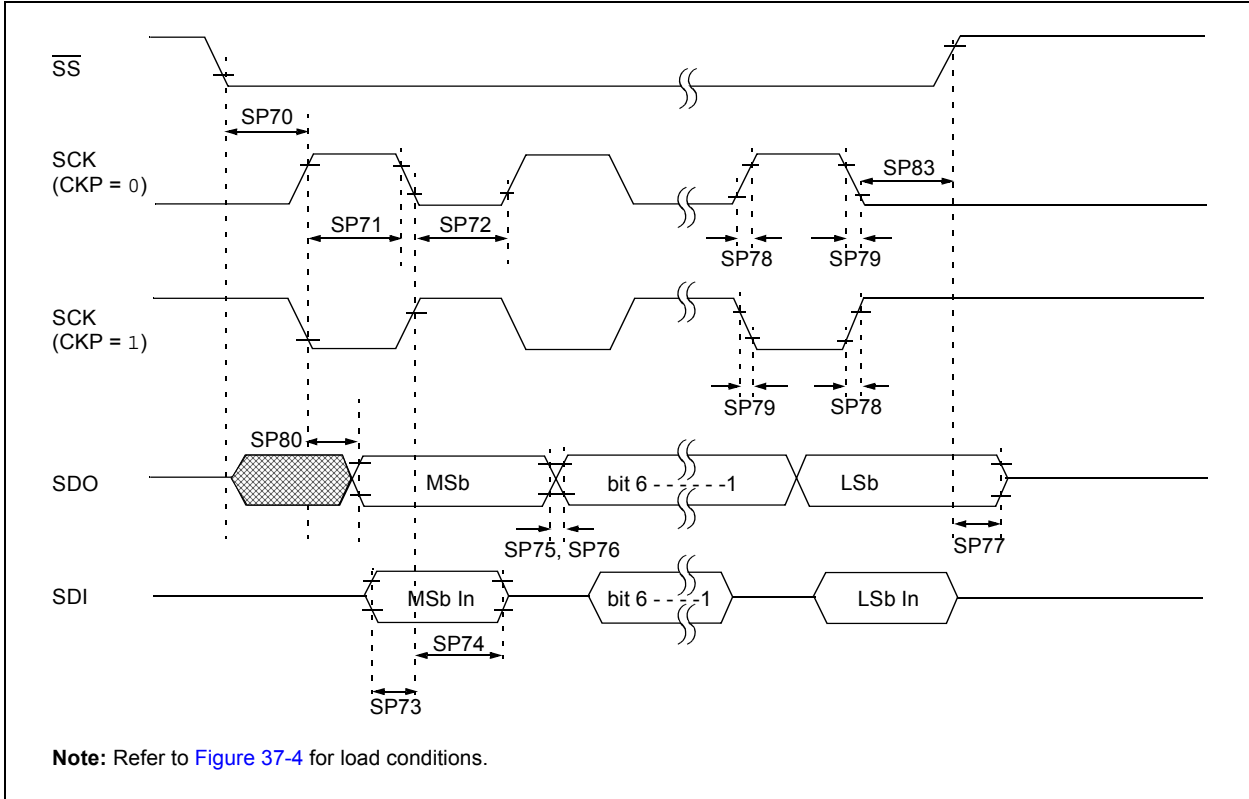 SS
SP70
SCK
(CKP = 0)
SP83
SP71
SP72
SP78
SP79
SCK
(CKP = 1)
SP79
SP78
SP80
SDO
MSb
bit 6 - - - - - -1
LSb
SP75, SP76
SP77
SDI
MSb In
bit 6 - - - -1
LSb In
SP74
SP73
Note: Refer to Figure 37-4 for load conditions.